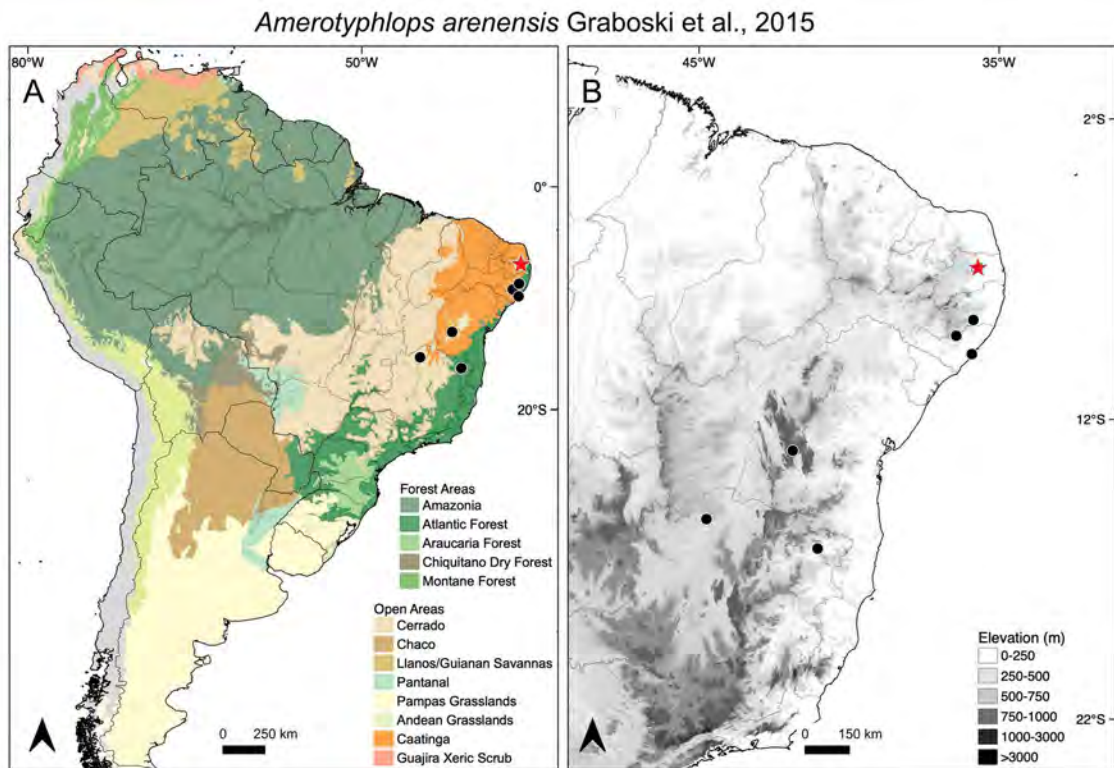 Amerotyphlops arenensis Graboski et al., 2015
80°W
50°W
A
0°
20°S
Forest Areas
Amazonia
Atlantic Forest
Araucaria Forest
Chiquitano Dry Forest
Montane Forest
Open Areas
Cerrado
Chaco
Llanos/Guianan Savannas
Pantanal
Pampas Grasslands
Andean Grasslands
Caatinga
Guajira Xeric Scrub
0 250 km
45°W
35°W
B
2°S
12°S
22°S
Elevation (m)
0-250
250-500
500-750
750-1000
1000-3000
>3000
0 150 km